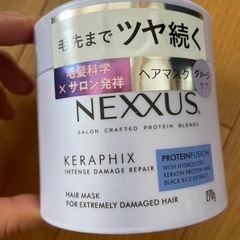 毛先まで ツヤ 続く
毛髪科学
×サロン発祥
ヘアマスク ダメージケア
NEXXUS
SALON CRAFTED PROTEIN BLENDS
KERAPHIX
INTENSE DAMAGE REPAIR
PROTEINFUSION
WITH HYDROLYZED
KERATIN PROTEIN AND
BLACK RICE EXTRACT
HAIR MASK
FOR EXTREMELY DAMAGED HAIR
270g